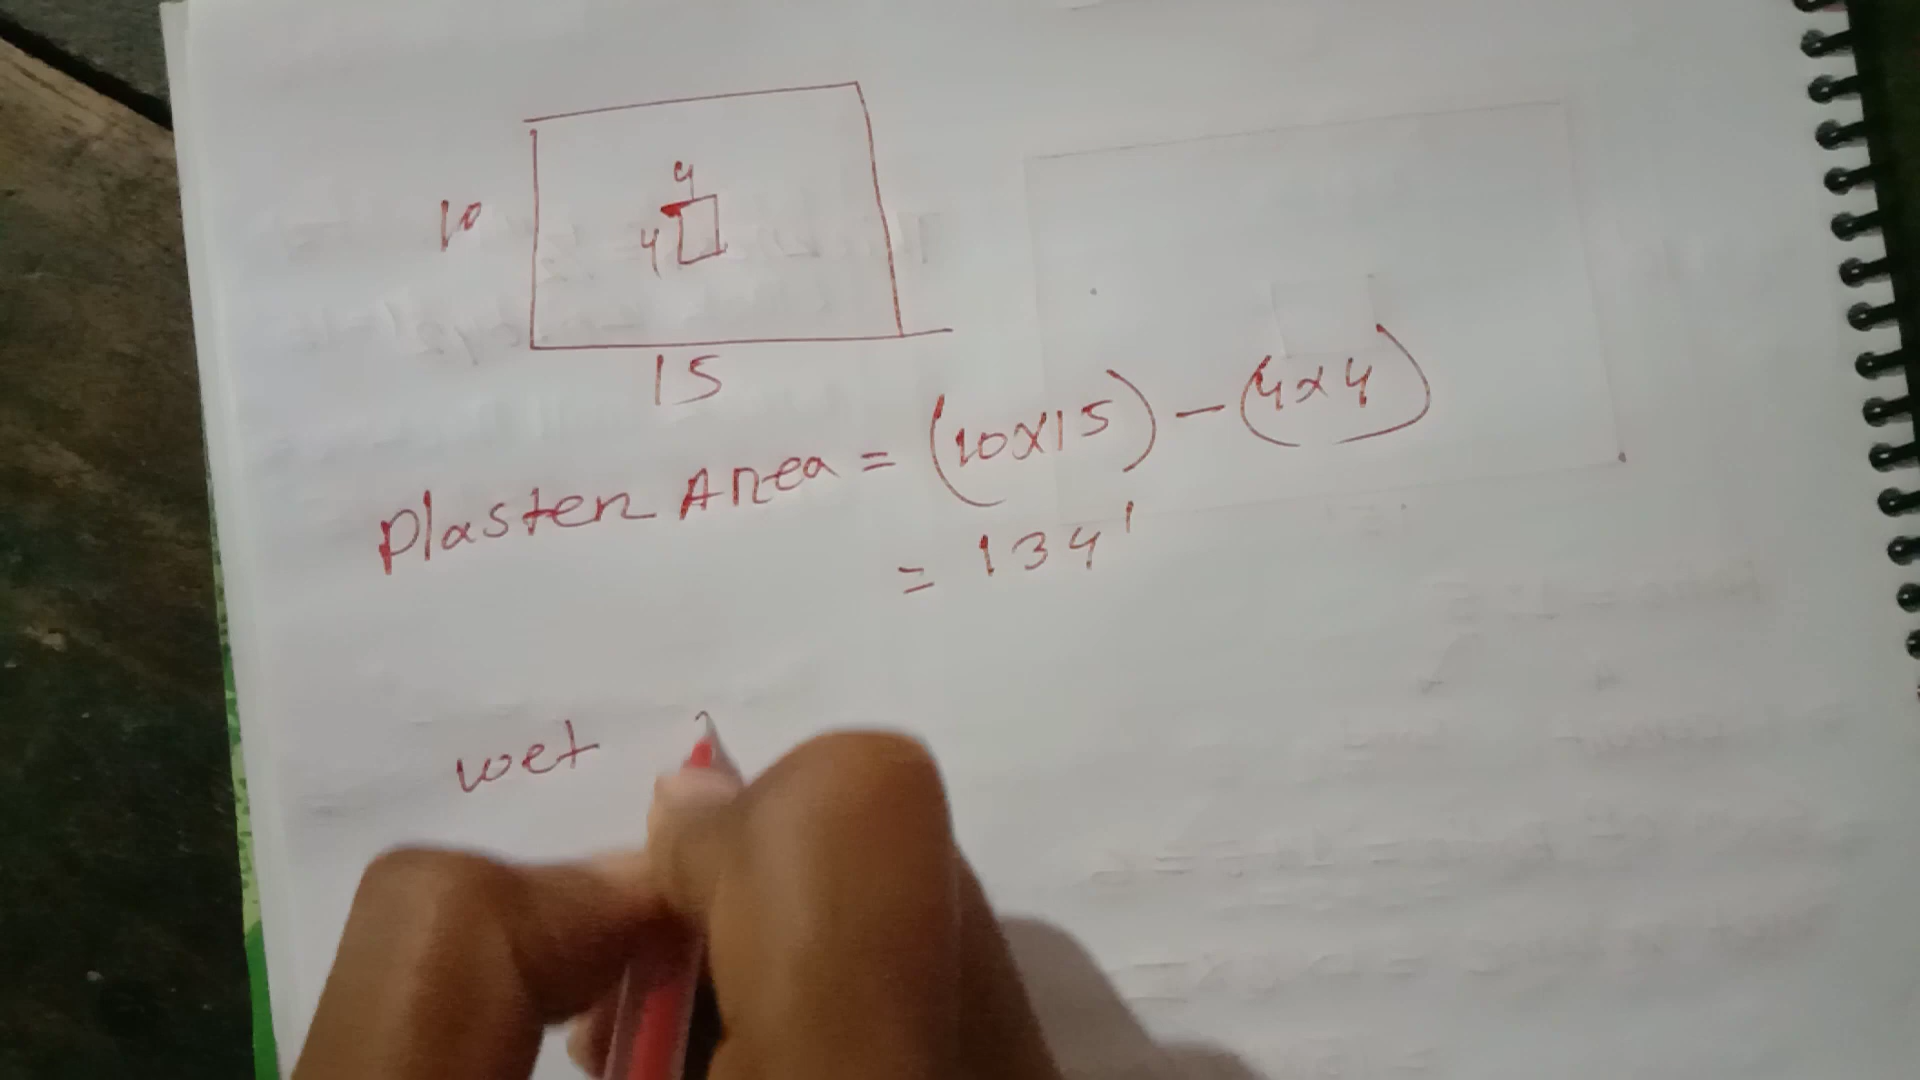 4
10
4
15
Plaster Area = (10x15) - (4x4)
= 134'
wet